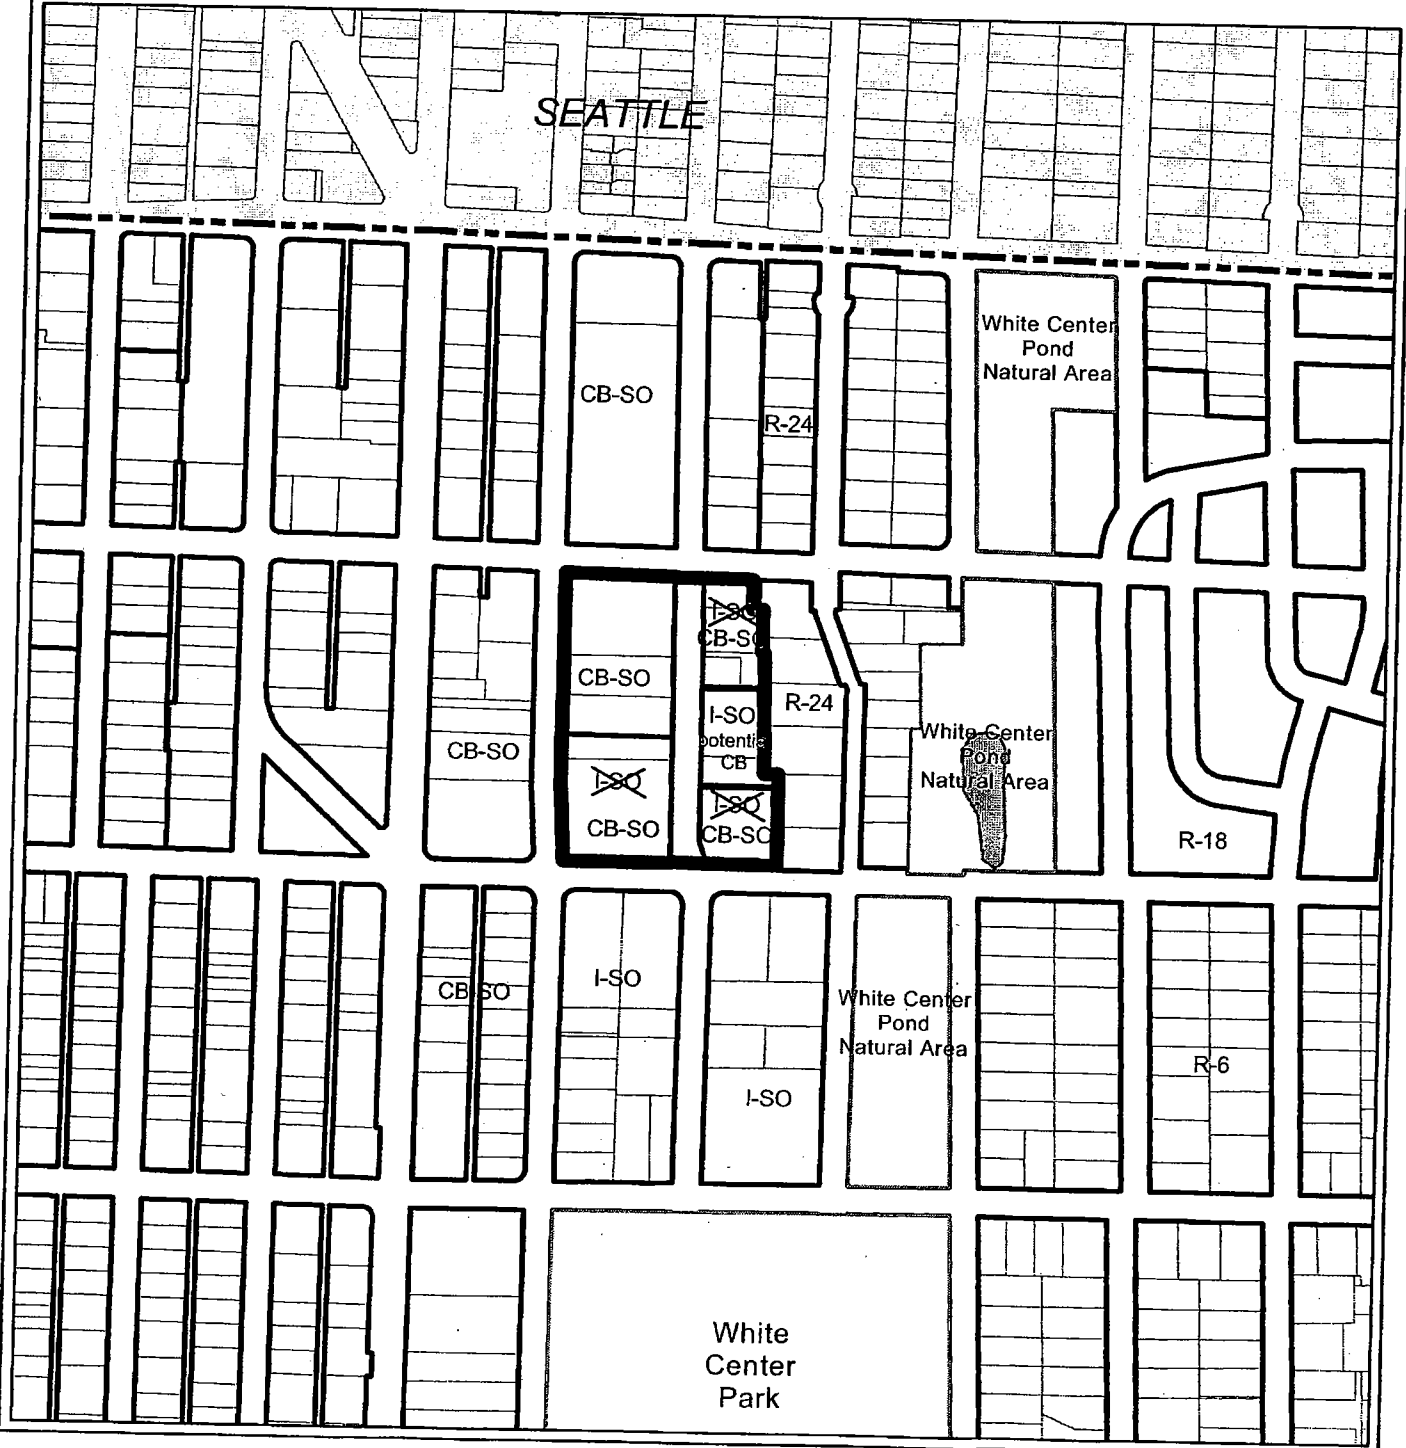 SEATTLE
White Center
Pond
Natural Area
CB-SO
R-24
I-SO
CB-SO
CB-SO
R-24
I-SO
potential
CB
CB-SO
White Center
Pond
Natural Area
I-SO
CB-SO
I-SO
CB-SO
R-18
CB-SO
I-SO
White Center
Pond
Natural Area
R-6
I-SO
White
Center
Park